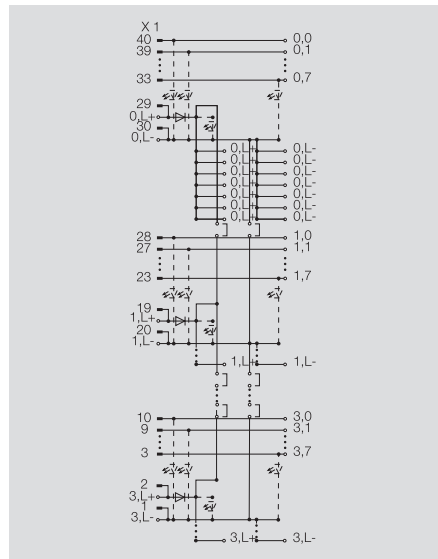 X 1
40 0,0
39 0,1
33 0,7
29
0,L+
30
0,L-
0,L+ 0,L-
0,L+ 0,L-
0,L+ 0,L-
0,L+ 0,L-
0,L+ 0,L-
0,L+ 0,L-
0,L+ 0,L-
28 1,0
27 1,1
23 1,7
19
1,L+
20
1,L-
1,L+ 1,L-
10 3,0
9 3,1
3 3,7
2
3,L+
1
3,L-
3,L+ 3,L-